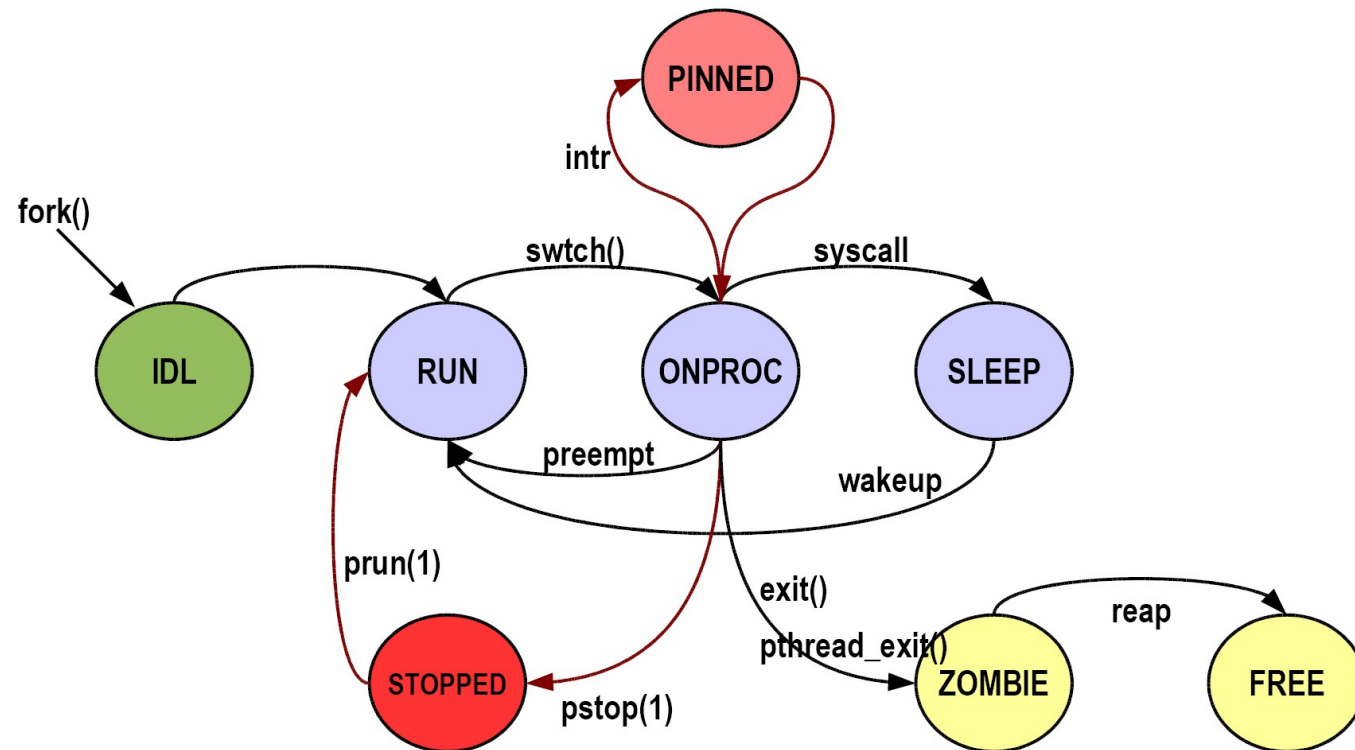 PINNED
intr
fork()
swtch()
syscall
IDL
RUN
ONPROC
SLEEP
preempt
wakeup
prun(1)
exit()
reap
pthread_exit()
STOPPED
ZOMBIE
FREE
pstop(1)